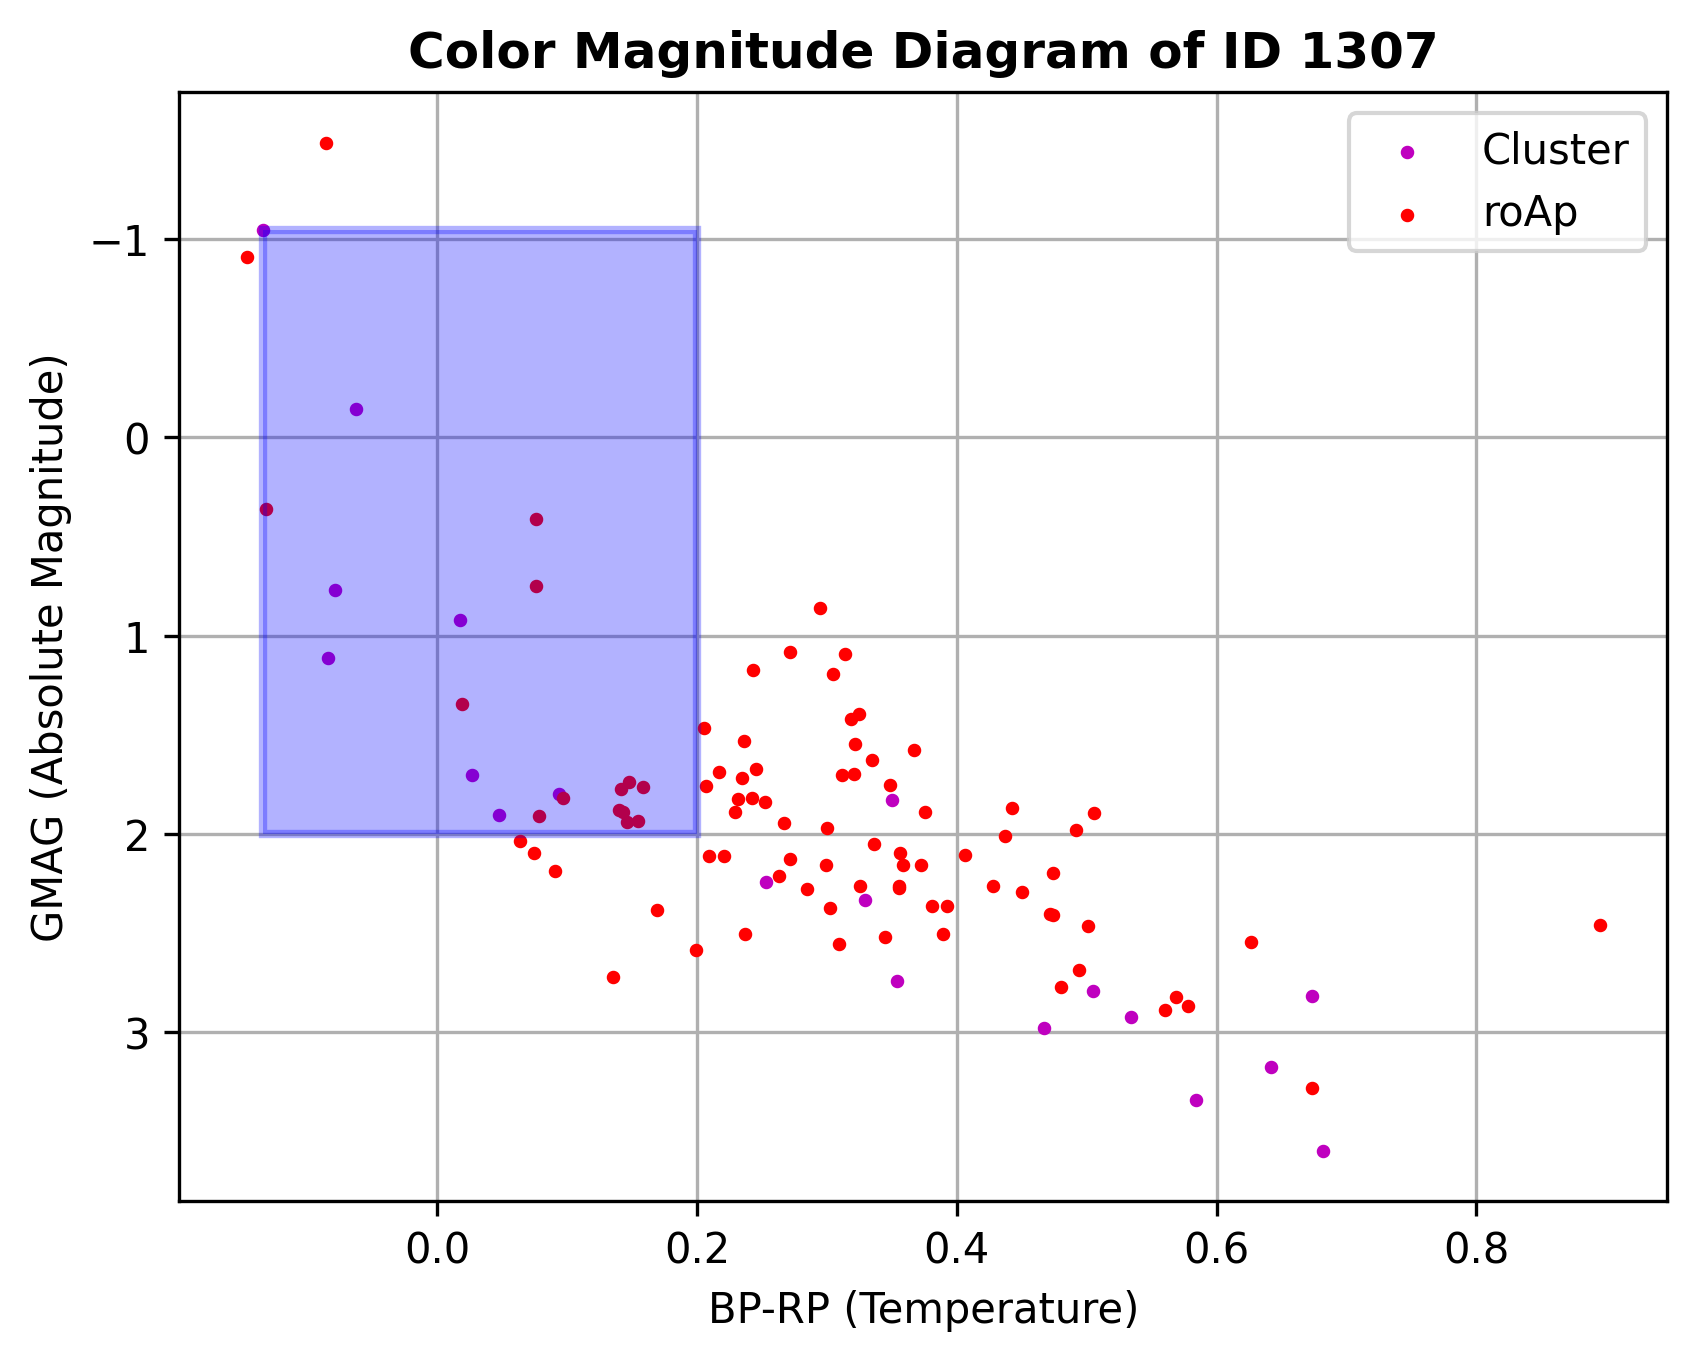 Color Magnitude Diagram of ID 1307
Cluster
roAp
GMAG (Absolute Magnitude)
−1
0
1
2
3
0.0 0.2 0.4 0.6 0.8
BP-RP (Temperature)